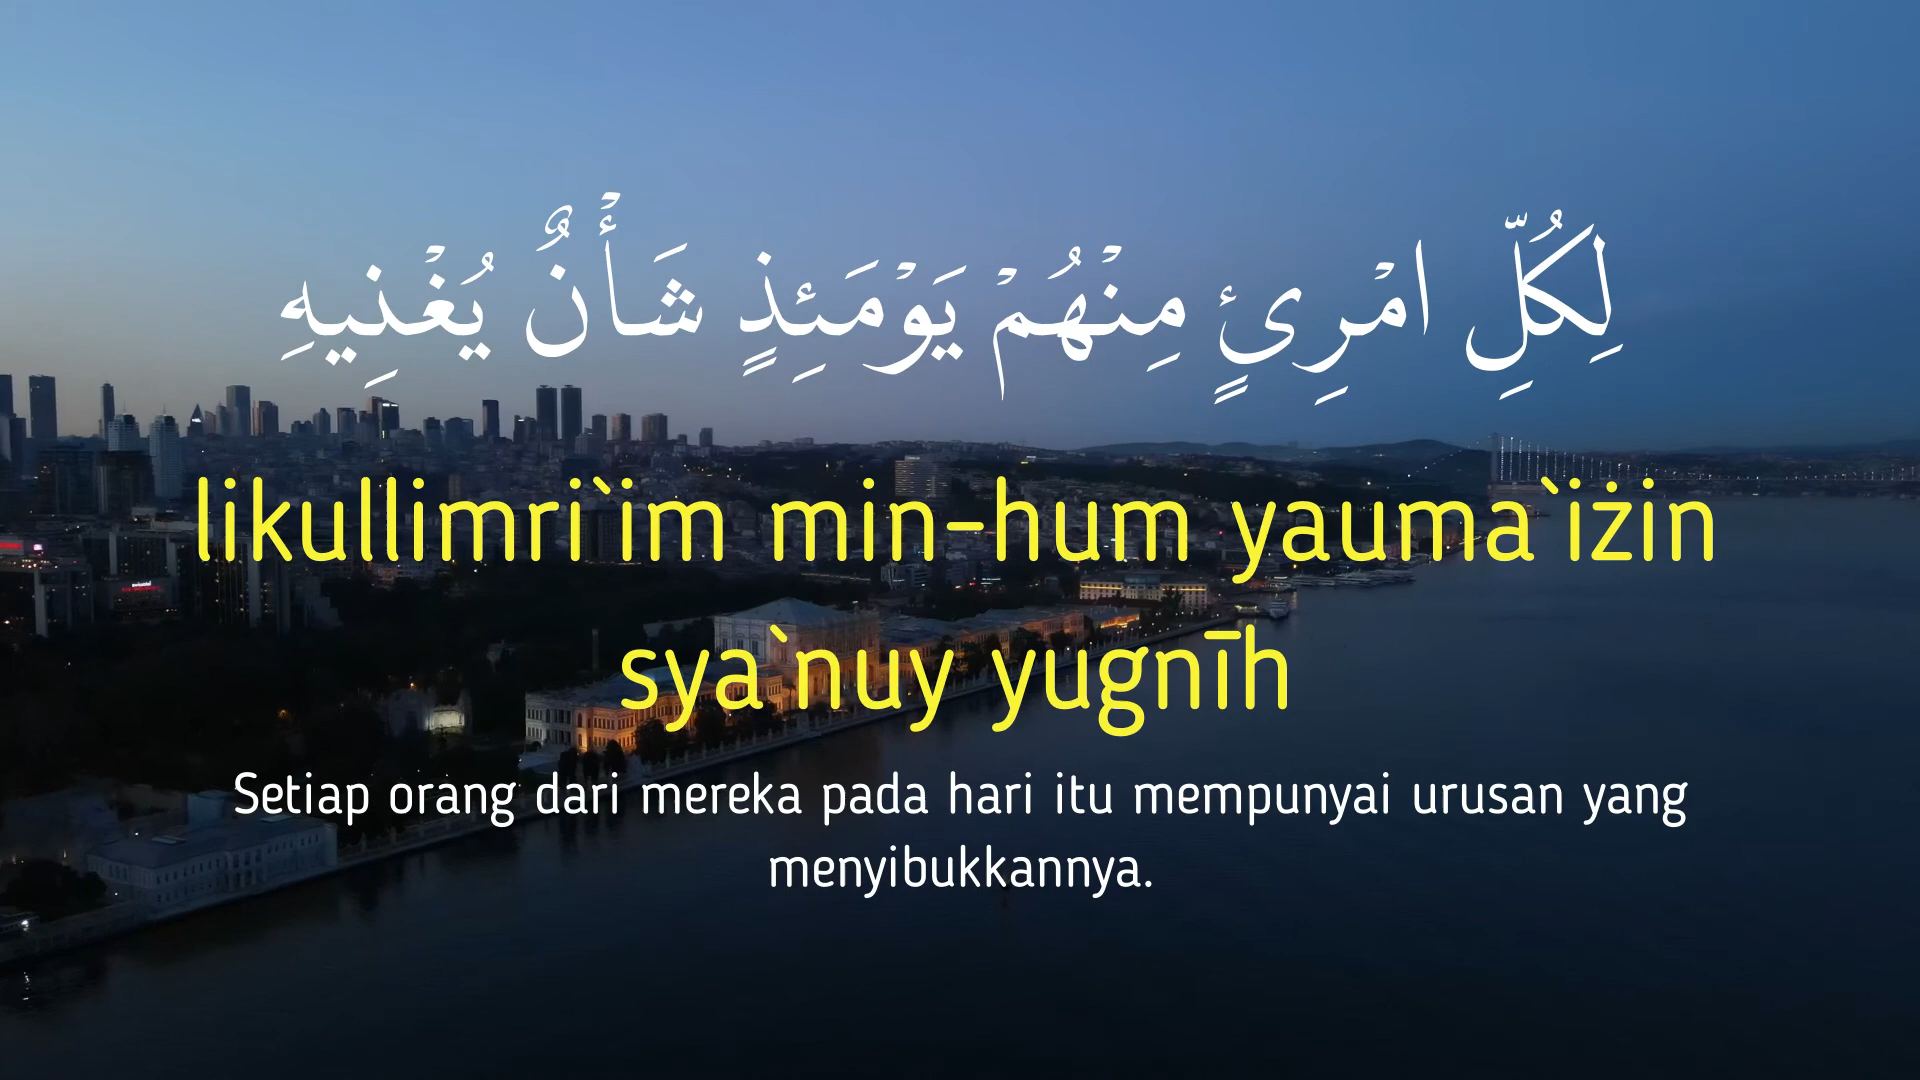 لِكُلِّ امْرِئٍ مِنْهُمْ يَوْمَئِذٍ شَأْنٌ يُغْنِيهِ
likullimri`im min-hum yauma`iżin
sya`nuy yugnīh
Setiap orang dari mereka pada hari itu mempunyai urusan yang
menyibukkannya.